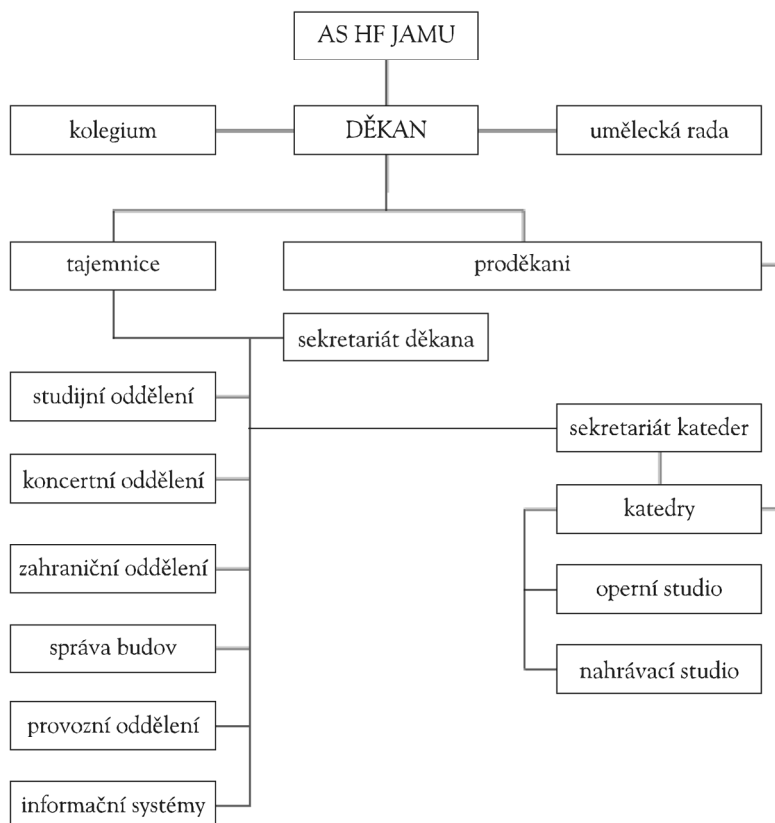 AS HF JAMU
kolegium
DĚKAN
umělecká rada
tajemnice
proděkani
sekretariát děkana
studijní oddělení
sekretariát kateder
koncertní oddělení
katedry
zahraniční oddělení
operní studio
správa budov
nahrávací studio
provozní oddělení
informační systémy